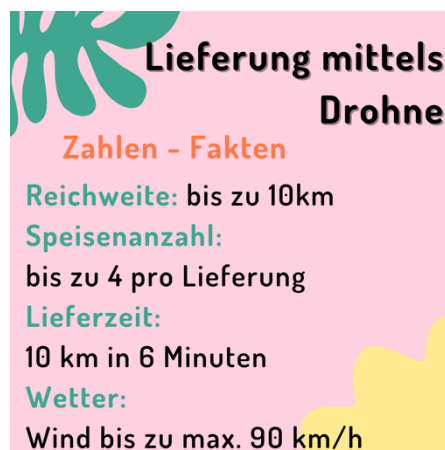 Lieferung mittels
Drohne
Zahlen - Fakten
Reichweite: bis zu 10km
Speisenanzahl:
bis zu 4 pro Lieferung
Lieferzeit:
10 km in 6 Minuten
Wetter:
Wind bis zu max. 90 km/h